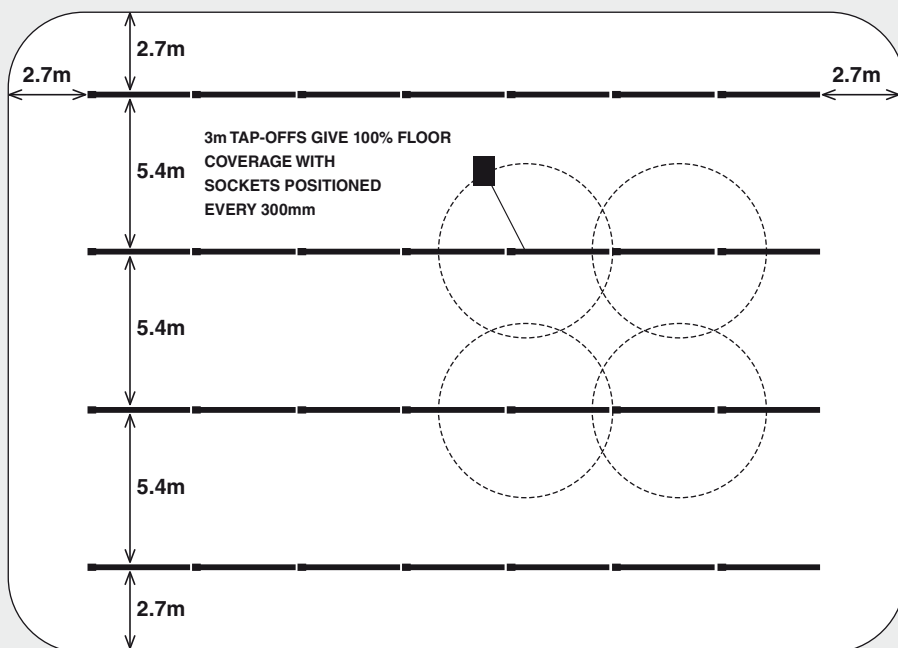 2.7m
2.7m
2.7m
3m TAP-OFFS GIVE 100% FLOOR
COVERAGE WITH
SOCKETS POSITIONED
EVERY 300mm
5.4m
5.4m
5.4m
2.7m